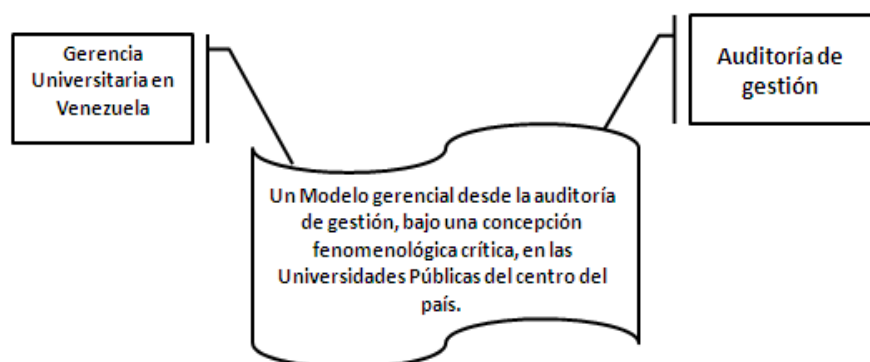 Gerencia
Universitaria en
Venezuela
Auditoría de
gestión
Un Modelo gerencial desde la auditoría
de gestión, bajo una concepción
fenomenológica crítica, en las
Universidades Públicas del centro del
país.